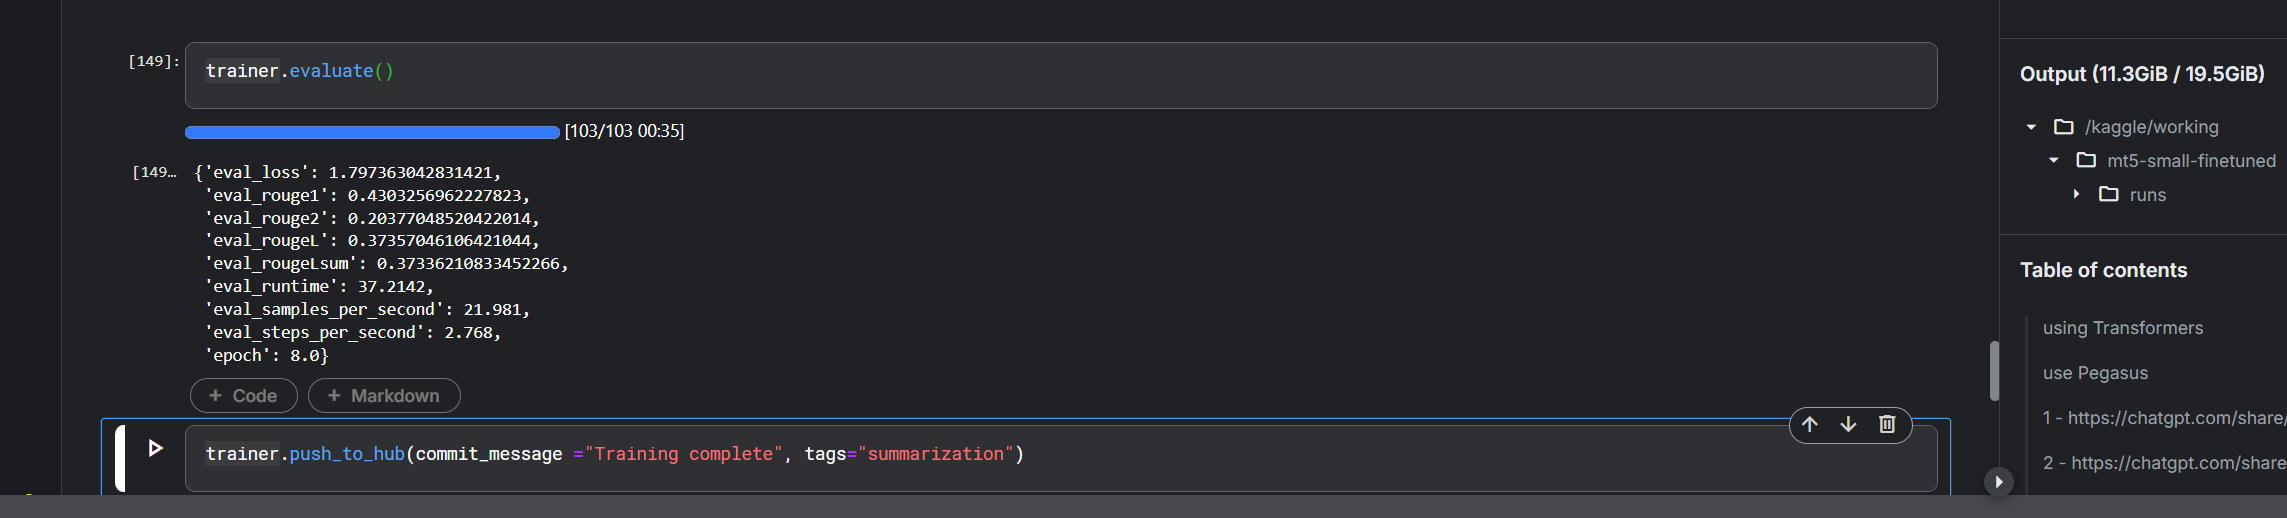 [149]:
trainer.evaluate()
[103/103 00:35]
[149…
{'eval_loss': 1.797363042831421,
'eval_rouge1': 0.4303256962227823,
'eval_rouge2': 0.20377048520422014,
'eval_rougeL': 0.37357046106421044,
'eval_rougeLsum': 0.37336210833452266,
'eval_runtime': 37.2142,
'eval_samples_per_second': 21.981,
'eval_steps_per_second': 2.768,
'epoch': 8.0}
+ Code
+ Markdown
trainer.push_to_hub(commit_message ="Training complete", tags="summarization")
Output (11.3GiB / 19.5GiB)
/kaggle/working
mt5-small-finetuned
runs
Table of contents
using Transformers
use Pegasus
1 - https://chatgpt.com/share/
2 - https://chatgpt.com/share